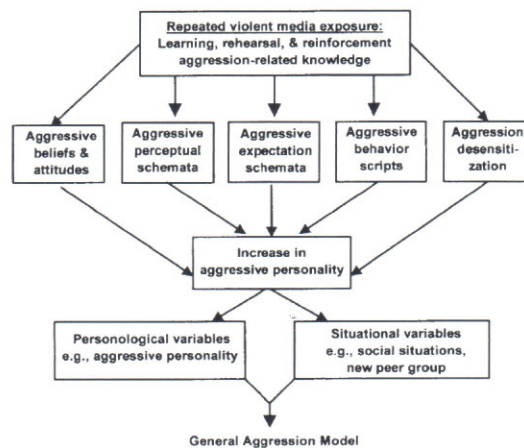 Repeated violent media exposure:
Learning, rehearsal, & reinforcement
aggression-related knowledge
Aggressive
beliefs &
attitudes
Aggressive
perceptual
schemata
Aggressive
expectation
schemata
Aggressive
behavior
scripts
Aggression
desensiti-
zation
Increase in
aggressive personality
Personological variables
e.g., aggressive personality
Situational variables
e.g., social situations,
new peer group
General Aggression Model